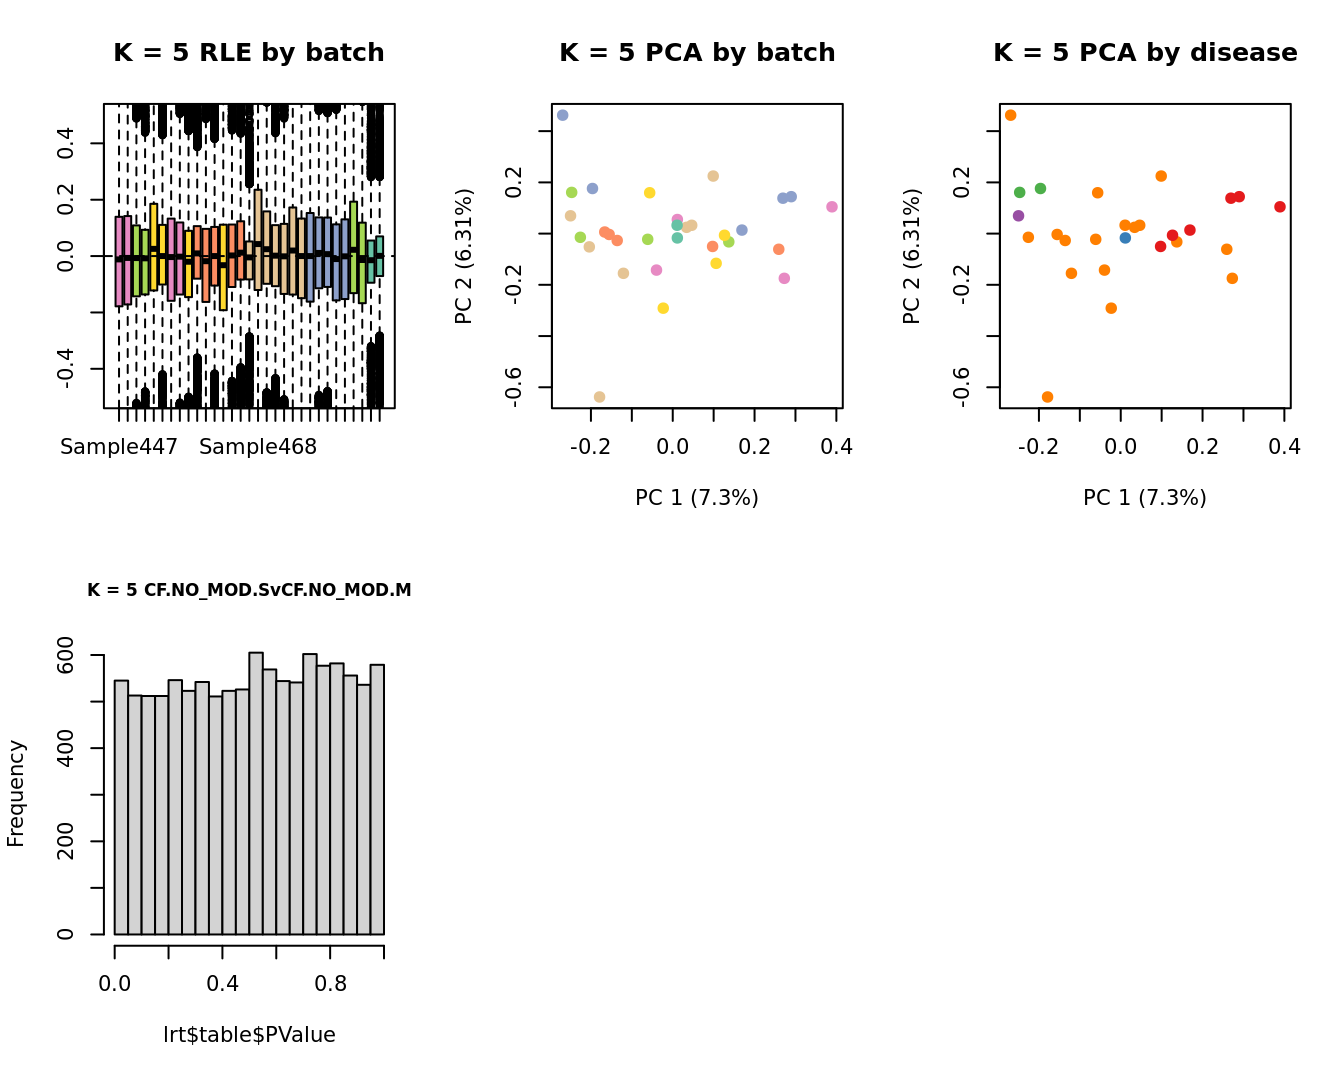 K = 5 RLE by batch
0.4
0.2
0.0
-0.4
Sample447 Sample468
K = 5 PCA by batch
PC 2 (6.31%)
0.2
-0.2
-0.6
-0.2 0.0 0.2 0.4
PC 1 (7.3%)
K = 5 PCA by disease
PC 2 (6.31%)
0.2
-0.2
-0.6
-0.2 0.0 0.2 0.4
PC 1 (7.3%)
K = 5 CF.NO_MOD.SvCF.NO_MOD.M
Frequency
600
400
200
0
0.0 0.4 0.8
lrt$table$PValue